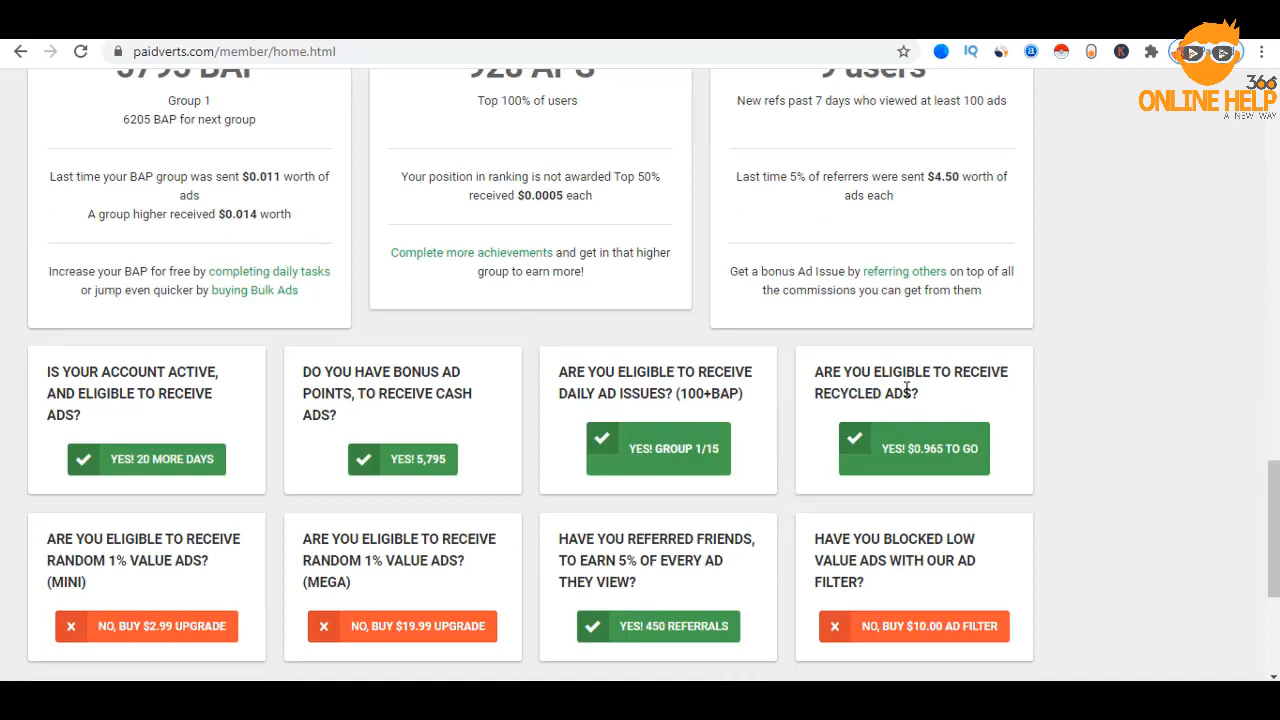 paidverts.com/member/home.html
366
ONLINE HELP
A NEW WAY
5795 BAP
Group 1
6205 BAP for next group
Last time your BAP group was sent $0.011 worth of
ads
A group higher received $0.014 worth
Increase your BAP for free by completing daily tasks
or jump even quicker by buying Bulk Ads
Top 100% of users
Your position in ranking is not awarded Top 50%
received $0.0005 each
Complete more achievements and get in that higher
group to earn more!
9 users
New refs past 7 days who viewed at least 100 ads
Last time 5% of referrers were sent $4.50 worth of
ads each
Get a bonus Ad Issue by referring others on top of all
the commissions you can get from them
IS YOUR ACCOUNT ACTIVE,
AND ELIGIBLE TO RECEIVE
ADS?
YES! 20 MORE DAYS
DO YOU HAVE BONUS AD
POINTS, TO RECEIVE CASH
ADS?
YES! 5,795
ARE YOU ELIGIBLE TO RECEIVE
DAILY AD ISSUES? (100+BAP)
YES! GROUP 1/15
ARE YOU ELIGIBLE TO RECEIVE
RECYCLED ADS?
YES! $0.965 TO GO
ARE YOU ELIGIBLE TO RECEIVE
RANDOM 1% VALUE ADS?
(MINI)
NO, BUY $2.99 UPGRADE
ARE YOU ELIGIBLE TO RECEIVE
RANDOM 1% VALUE ADS?
(MEGA)
NO, BUY $19.99 UPGRADE
HAVE YOU REFERRED FRIENDS,
TO EARN 5% OF EVERY AD
THEY VIEW?
YES! 450 REFERRALS
HAVE YOU BLOCKED LOW
VALUE ADS WITH OUR AD
FILTER?
NO, BUY $10.00 AD FILTER